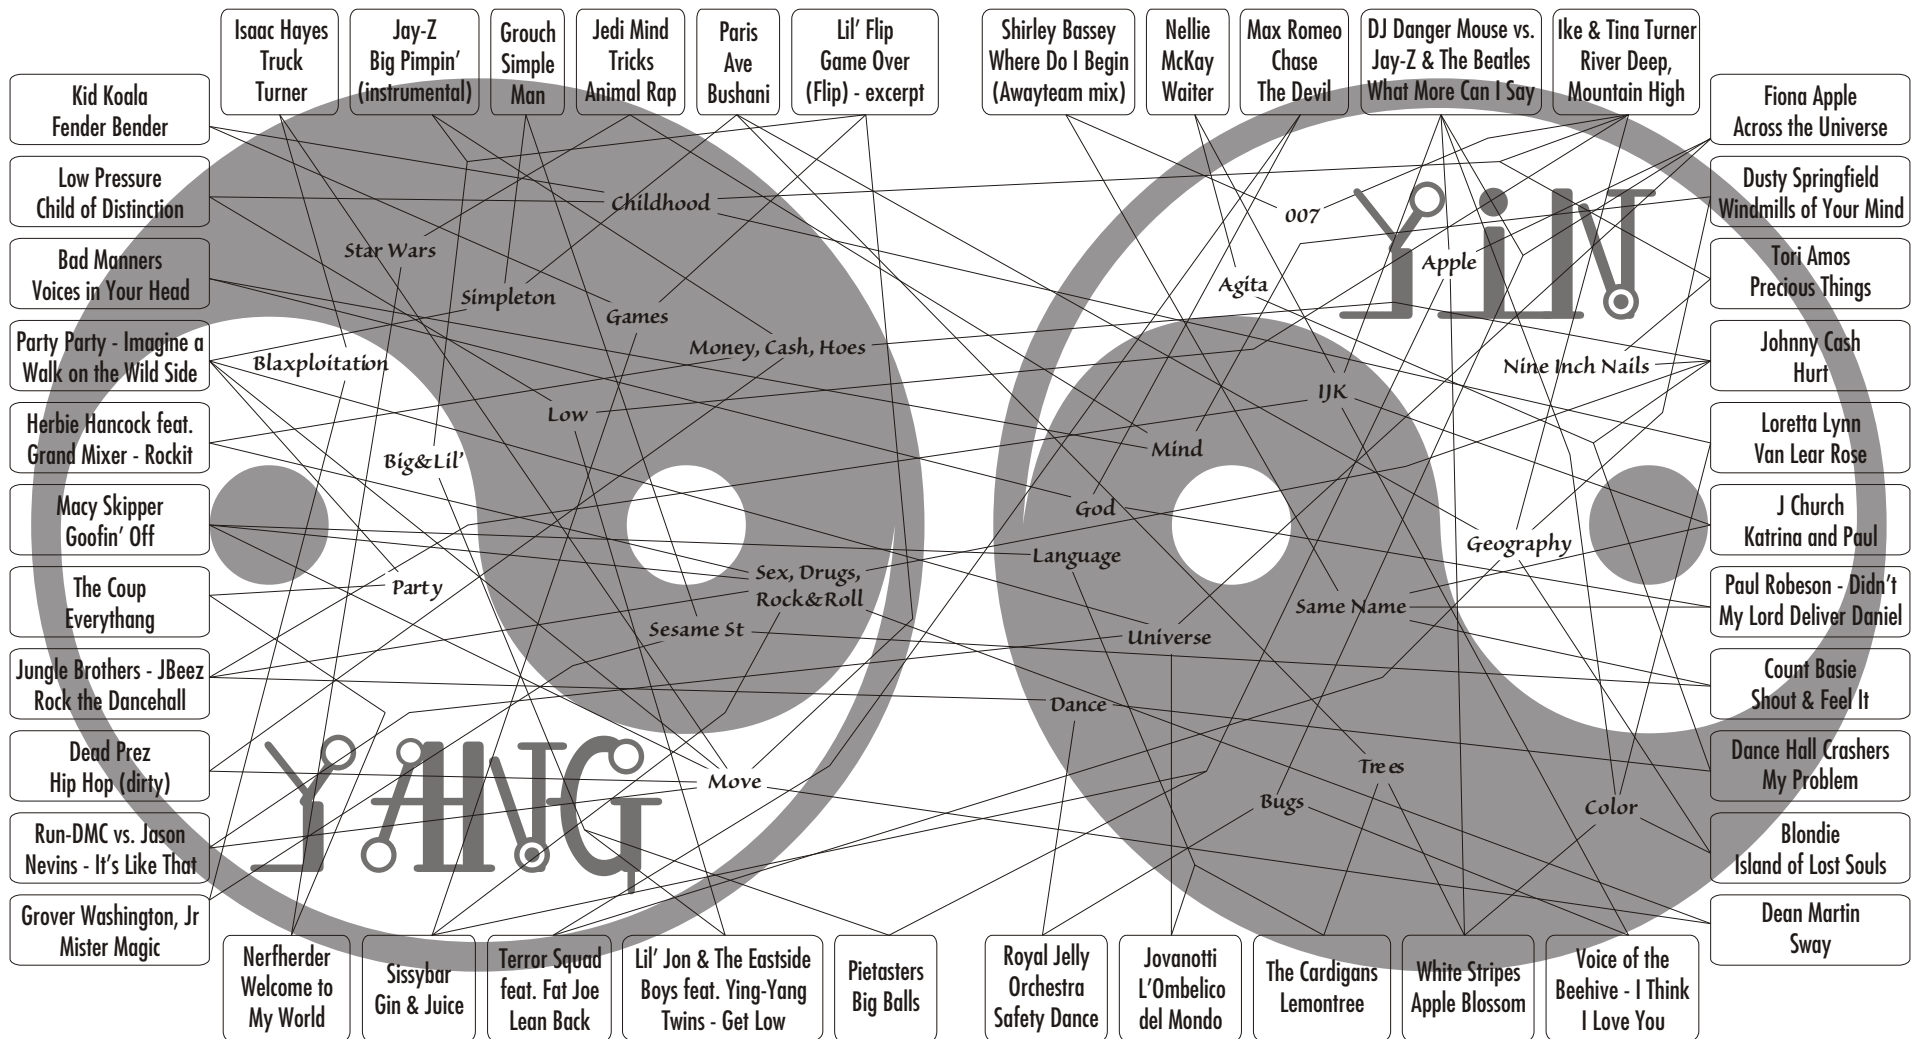 Isaac Hayes
Truck
Turner
Jay-Z
Big Pimpin'
(instrumental)
Grouch
Simple
Man
Jedi Mind
Tricks
Animal Rap
Paris
Ave
Bushani
Lil' Flip
Game Over
(Flip) - excerpt
Shirley Bassey
Where Do I Begin
(Awayteam mix)
Nellie
McKay
Waiter
Max Romeo
Chase
The Devil
DJ Danger Mouse vs.
Jay-Z & The Beatles
What More Can I Say
Ike & Tina Turner
River Deep,
Mountain High
Kid Koala
Fender Bender
Low Pressure
Child of Distinction
Bad Manners
Voices in Your Head
Party Party - Imagine a
Walk on the Wild Side
Herbie Hancock feat.
Grand Mixer - Rockit
Macy Skipper
Goofin' Off
The Coup
Everythang
Jungle Brothers - JBeez
Rock the Dancehall
Dead Prez
Hip Hop (dirty)
Run-DMC vs. Jason
Nevins - It's Like That
Grover Washington, Jr
Mister Magic
Childhood
Star Wars
Simpleton
Games
Money, Cash, Hoes
Blaxploitation
Low
Big&Lil'
Party
Sex, Drugs,
Rock&Roll
Sesame St
Move
YANG
007
Agita
Apple
YiN
Nine Inch Nails
IJK
Mind
God
Language
Geography
Same Name
Universe
Dance
Trees
Bugs
Color
Fiona Apple
Across the Universe
Dusty Springfield
Windmills of Your Mind
Tori Amos
Precious Things
Johnny Cash
Hurt
Loretta Lynn
Van Lear Rose
J Church
Katrina and Paul
Paul Robeson - Didn't
My Lord Deliver Daniel
Count Basie
Shout & Feel It
Dance Hall Crashers
My Problem
Blondie
Island of Lost Souls
Dean Martin
Sway
Nerfherder
Welcome to
My World
Sissybar
Gin & Juice
Terror Squad
feat. Fat Joe
Lean Back
Lil' Jon & The Eastside
Boys feat. Ying-Yang
Twins - Get Low
Pietasters
Big Balls
Royal Jelly
Orchestra
Safety Dance
Jovanotti
L'Ombelico
del Mondo
The Cardigans
Lemontree
White Stripes
Apple Blossom
Voice of the
Beehive - I Think
I Love You